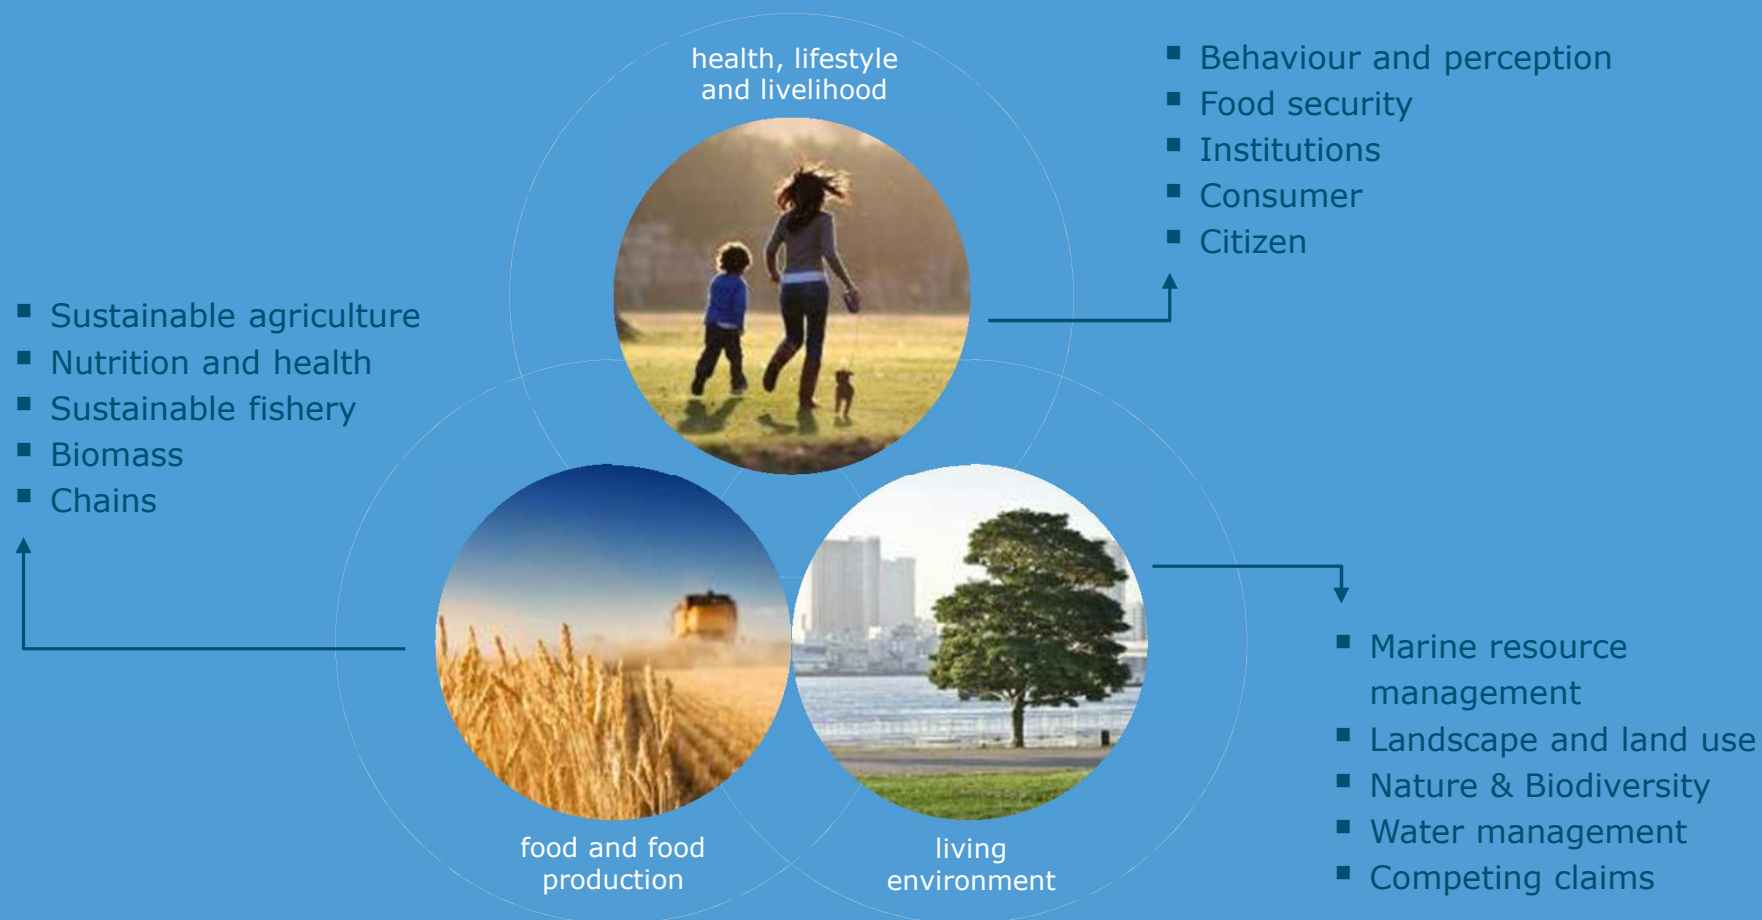 health, lifestyle
and livelihood
▪ Behaviour and perception
▪ Food security
▪ Institutions
▪ Consumer
▪ Citizen
▪ Sustainable agriculture
▪ Nutrition and health
▪ Sustainable fishery
▪ Biomass
▪ Chains
food and food
production
living
environment
▪ Marine resource
management
▪ Landscape and land use
▪ Nature & Biodiversity
▪ Water management
▪ Competing claims